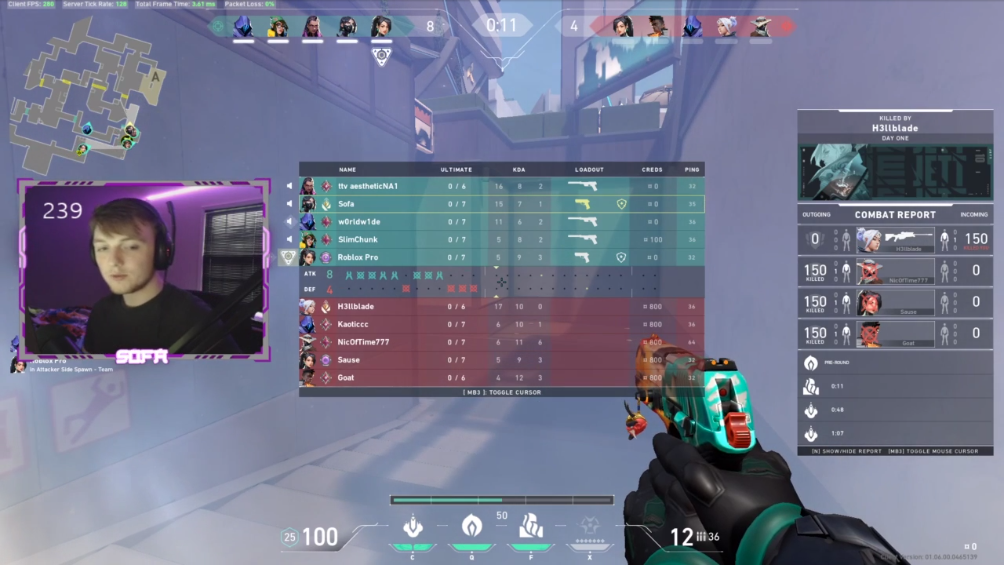 Client FPS: 200 Server Tick Rate: 128 Total Frame Time: 3.61 ms Packet Loss: 0%
8 0:11 4
A
KILLED BY
H3llblade
DAY ONE
OUTGOING COMBAT REPORT INCOMING
0 H3llblade 150
150 KILLED NicOfTime777 0
150 KILLED Sause 0
150 KILLED Goat 0
PRE-ROUND
0:11
0:48
1:07
[N] SHOW/HIDE REPORT [MB3] TOGGLE MOUSE CURSOR
NAME ULTIMATE KDA LOADOUT CREDS PING
ttv aestheticNA1 0 / 6 16 8 2 0 33
Sofa 0 / 7 15 7 1 0 35
w0rldw1de 0 / 7 11 6 2 0 36
SlimChunk 0 / 7 5 8 2 100 36
Roblox Pro 0 / 7 5 9 3 0 32
ATK 8
DEF 4
H3llblade 0 / 6 17 10 0 800 36
Kaoticcc 0 / 7 6 10 1 800 36
NicOfTime777 0 / 7 6 11 6 800 64
Sause 0 / 7 5 9 3 800
Goat 0 / 6 4 12 3 800 32
[ MB3 ] TOGGLE CURSOR
239
SOFA
Roblox Pro
in Attacker Side Spawn - Team
25 100
50
C Q F X
12 36
0